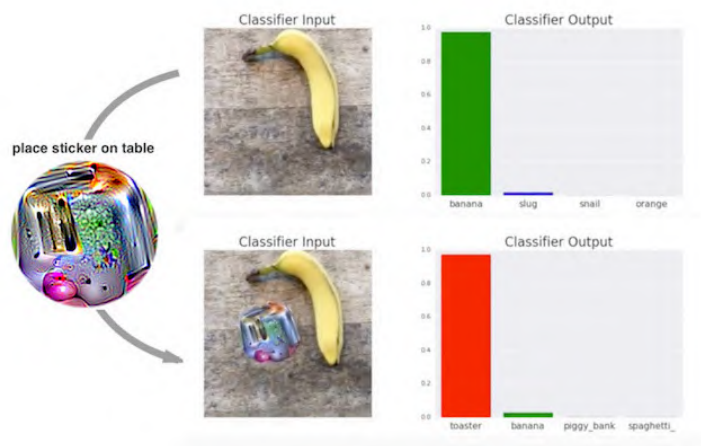 Classifier Input
Classifier Output
1.0
0.8
0.6
0.4
0.2
0.0
banana slug snail orange
place sticker on table
Classifier Input
Classifier Output
1.0
0.8
0.6
0.4
0.2
0.0
toaster banana piggy_bank spaghetti_